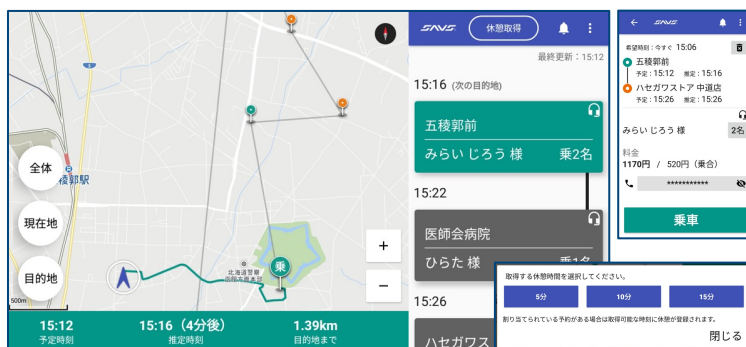 全体
稜郭駅
現在地
目的地
北海道警察
500m
+
−
乗
15:12
予定時刻
15:16（4分後）
推定時刻
1.39km
目的地まで
SAVS
休憩取得
最終更新：15:12
15:16 (次の目的地)
五稜郭前
みらい じろう 様
乗2名
15:22
医師会病院
ひらた 様
15:26
ハセガワス
SAVS
希望時刻：今すぐ 15:06
五稜郭前
予定：15:12 推定：15:16
ハセガワストア 中道店
予定：15:26 推定：15:26
みらい じろう 様
2名
料金
1170円 / 520円（乗合）
***********
乗車
取得する休憩時間を選択してください。
5分
10分
15分
割り当てられている予約がある場合は取得可能な時刻に休憩が登録されます。
閉じる